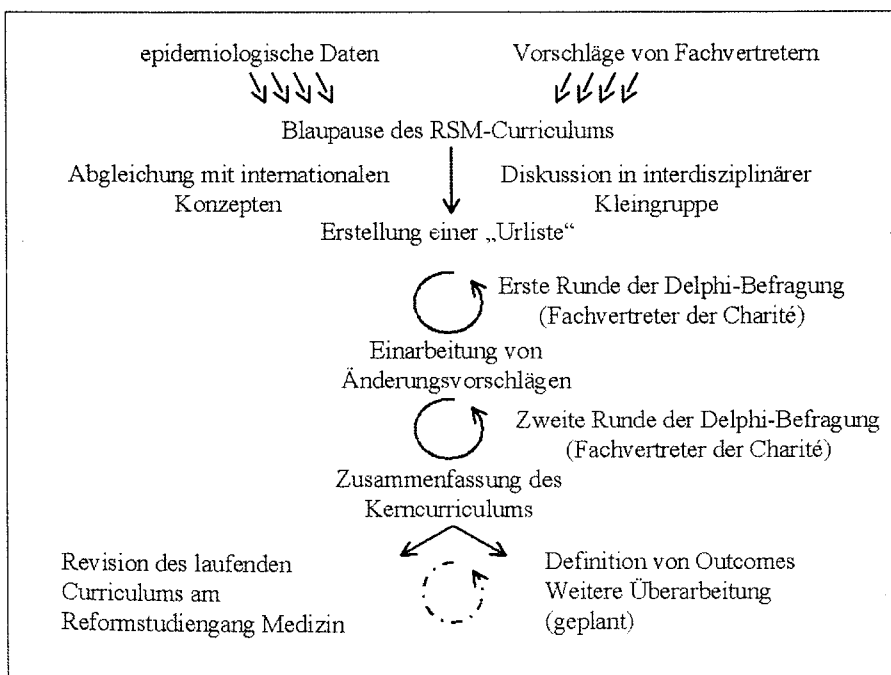 epidemiologische Daten
Vorschläge von Fachvertretern
Blaupause des RSM-Curriculums
Abgleichung mit internationalen
Konzepten
Diskussion in interdisziplinärer
Kleingruppe
Erstellung einer „Urliste“
Erste Runde der Delphi-Befragung
(Fachvertreter der Charité)
Einarbeitung von
Änderungsvorschlägen
Zweite Runde der Delphi-Befragung
(Fachvertreter der Charité)
Zusammenfassung des
Kerncurriculums
Revision des laufenden
Curriculums am
Reformstudiengang Medizin
Definition von Outcomes
Weitere Überarbeitung
(geplant)